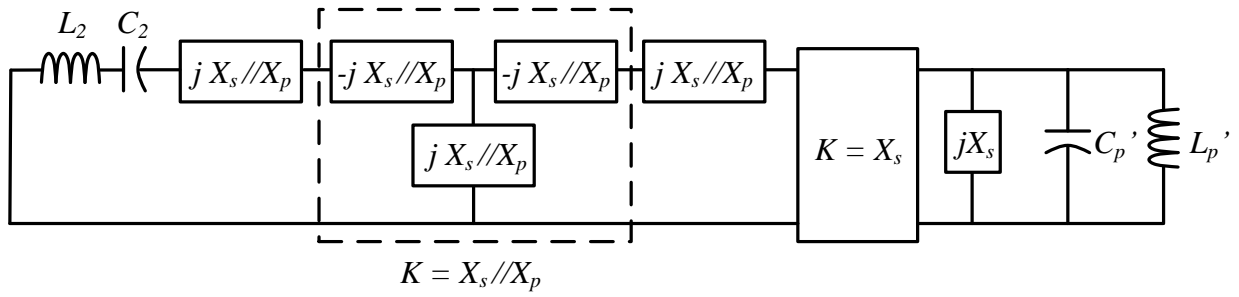 L₂ C₂
j Xₛ//Xₚ
-j Xₛ//Xₚ
-j Xₛ//Xₚ
j Xₛ//Xₚ
j Xₛ//Xₚ
K = Xₛ//Xₚ
K = Xₛ
jXₛ
Cₚ’
Lₚ’